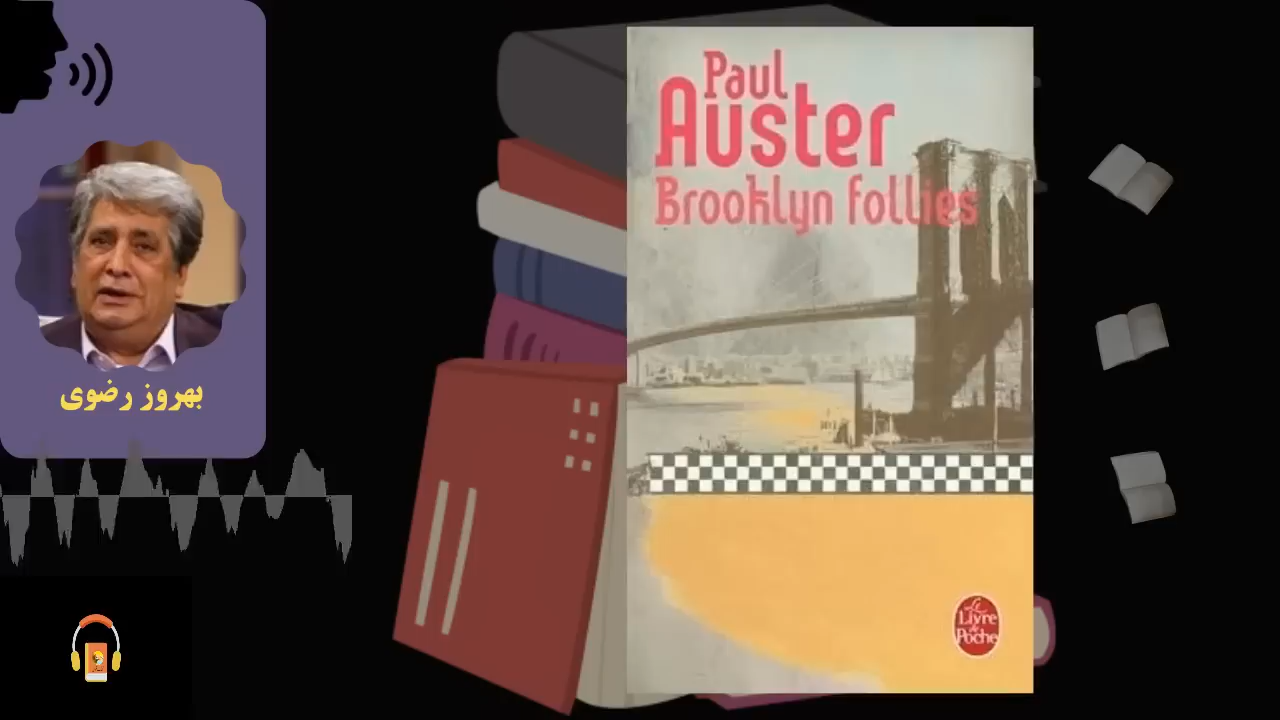 Paul
Auster
Brooklyn follies
بهروز رضوی
Le
Livre
de
Poche